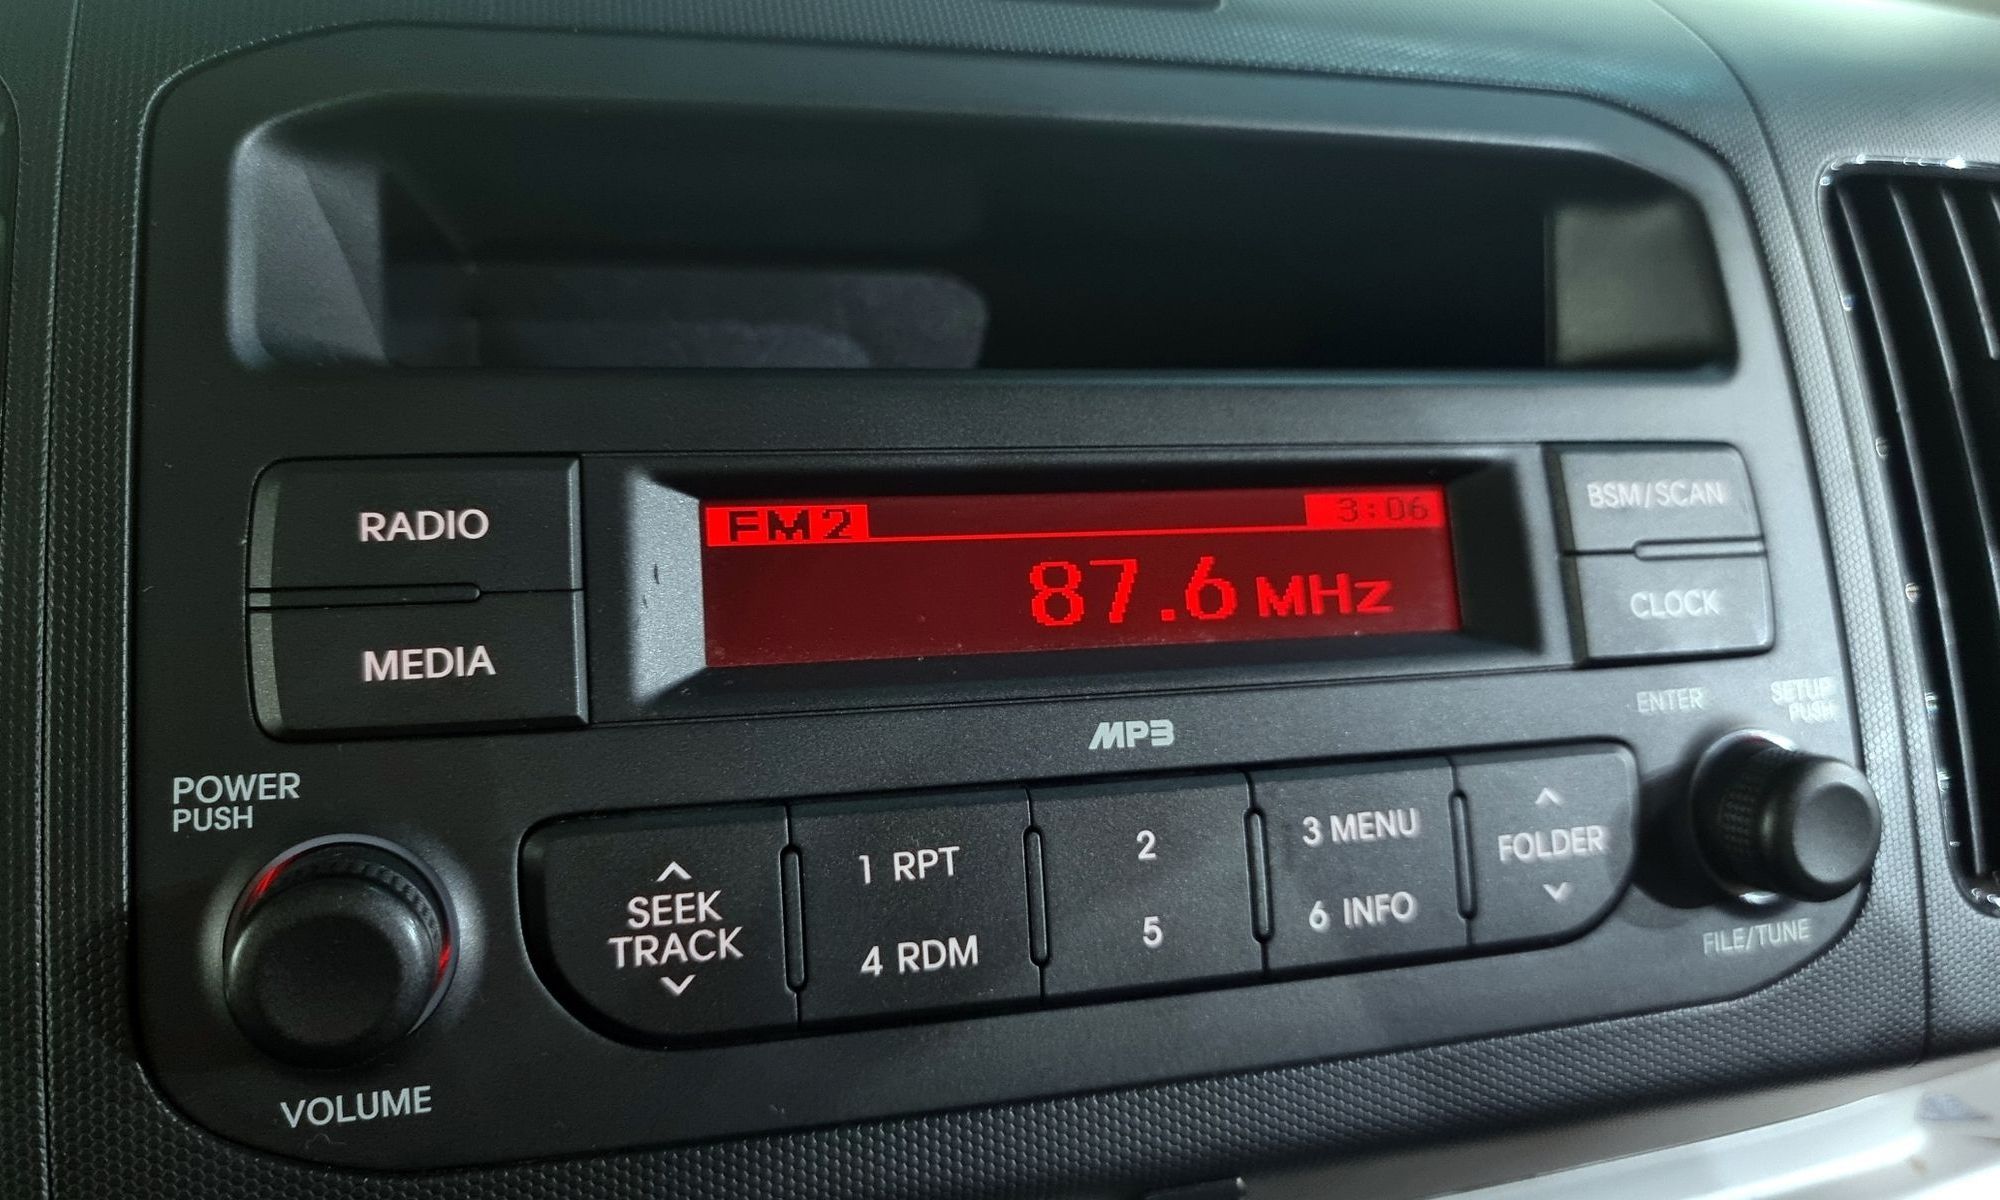 FM2 3:06
87.6 MHz
RADIO
MEDIA
BSM/SCAN
CLOCK
MP3
ENTER
SETUP
PUSH
POWER
PUSH
VOLUME
SEEK
TRACK
1 RPT
4 RDM
2
5
3 MENU
6 INFO
FOLDER
FILE/TUNE